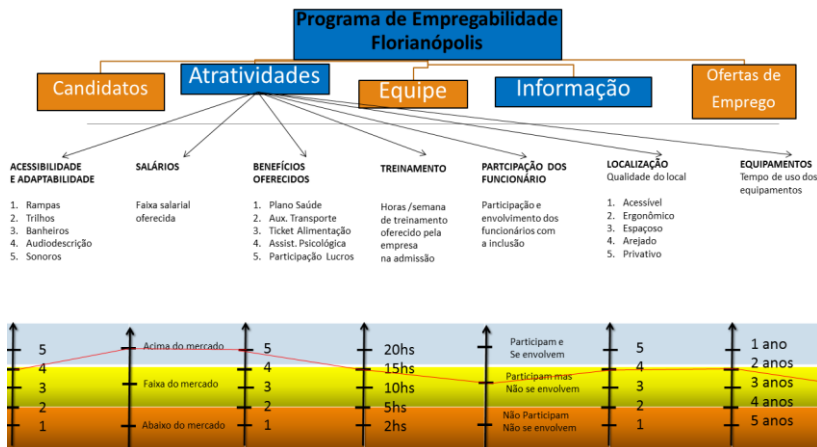 Programa de Empregabilidade
Florianópolis
Candidatos
Atratividades
Equipe
Informação
Ofertas de
Emprego
ACESSIBILIDADE
E ADAPTABILIDADE
1. Rampas
2. Trilhos
3. Banheiros
4. Audiodescrição
5. Sonoros
SALÁRIOS
Faixa salarial
oferecida
BENEFÍCIOS
OFERECIDOS
1. Plano Saúde
2. Aux. Transporte
3. Ticket Alimentação
4. Assist. Psicológica
5. Participação Lucros
TREINAMENTO
Horas /semana
de treinamento
oferecido pela
empresa
na admissão
PARTCIPAÇÃO DOS
FUNCIONÁRIO
Participação e
envolvimento dos
funcionários com
a inclusão
LOCALIZAÇÃO
Qualidade do local
1. Acessível
2. Ergonômico
3. Espaçoso
4. Arejado
5. Privativo
EQUIPAMENTOS
Tempo de uso dos
equipamentos
5
4
3
2
1
Acima do mercado
Faixa do mercado
Abaixo do mercado
5
4
3
2
1
20hs
15hs
10hs
5hs
2hs
Participam e
Se envolvem
Participam mas
Não se envolvem
Não Participam
Não se envolvem
5
4
3
2
1
1 ano
2 anos
3 anos
4 anos
5 anos